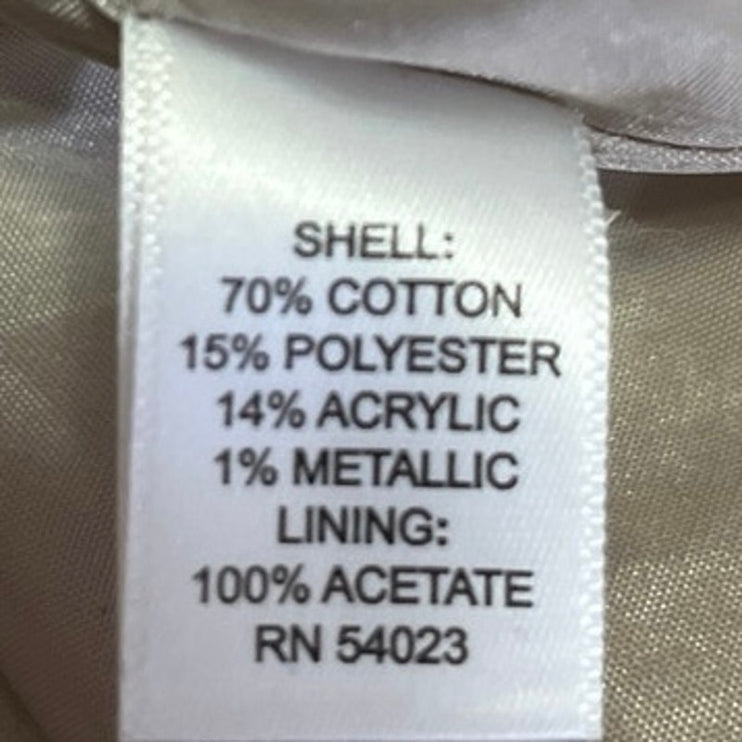 SHELL:
70% COTTON
15% POLYESTER
14% ACRYLIC
1% METALLIC
LINING:
100% ACETATE
RN 54023